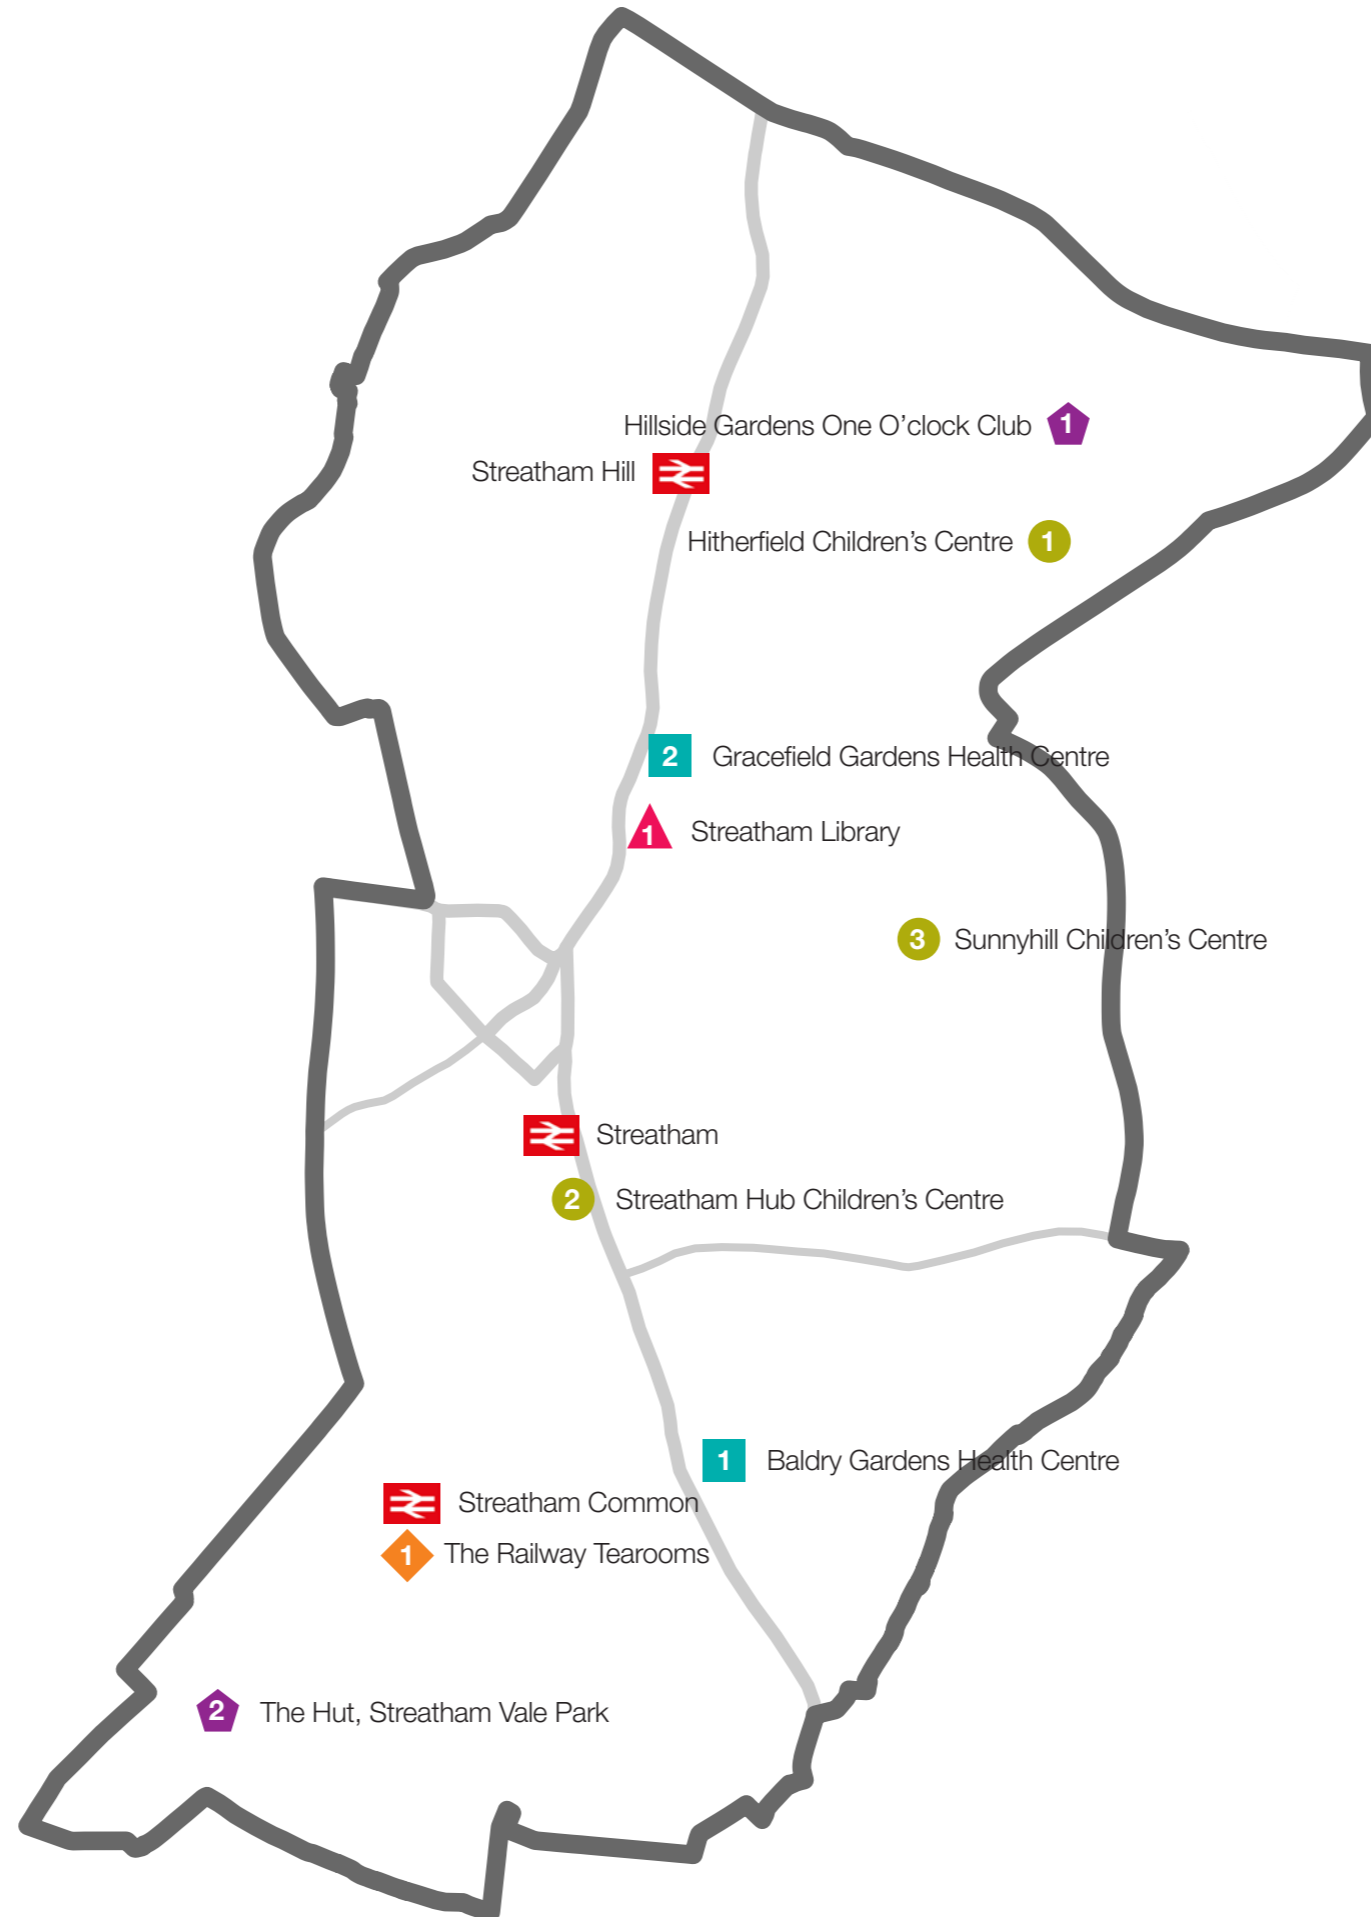 Hillside Gardens One O’clock Club 1
Streatham Hill
Hitherfield Children’s Centre 1
2 Gracefield Gardens Health Centre
1 Streatham Library
3 Sunnyhill Children’s Centre
Streatham
2 Streatham Hub Children’s Centre
1 Baldry Gardens Health Centre
Streatham Common
1 The Railway Tearooms
2 The Hut, Streatham Vale Park